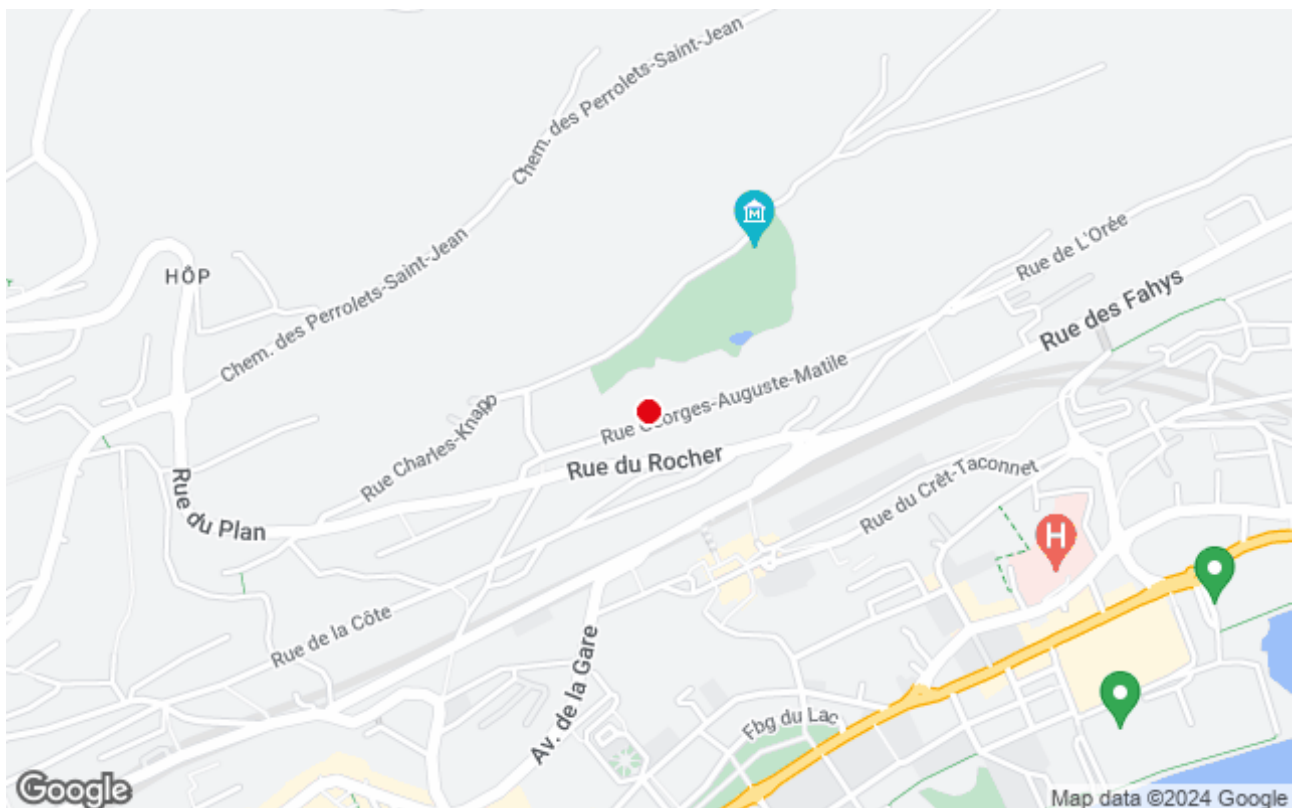 Chem. des Perrolets-Saint-Jean
Chem. des Perrolets-Saint-Jean
HÔP
M
Rue de L'Orée
Rue des Fahys
Rue Georges-Auguste-Matile
Rue Charles-Knapp
Rue du Rocher
Rue du Plan
Rue du Crêt-Taconnet
H
Rue de la Côte
Av. de la Gare
Fbg du Lac
Google
Map data ©2024 Google